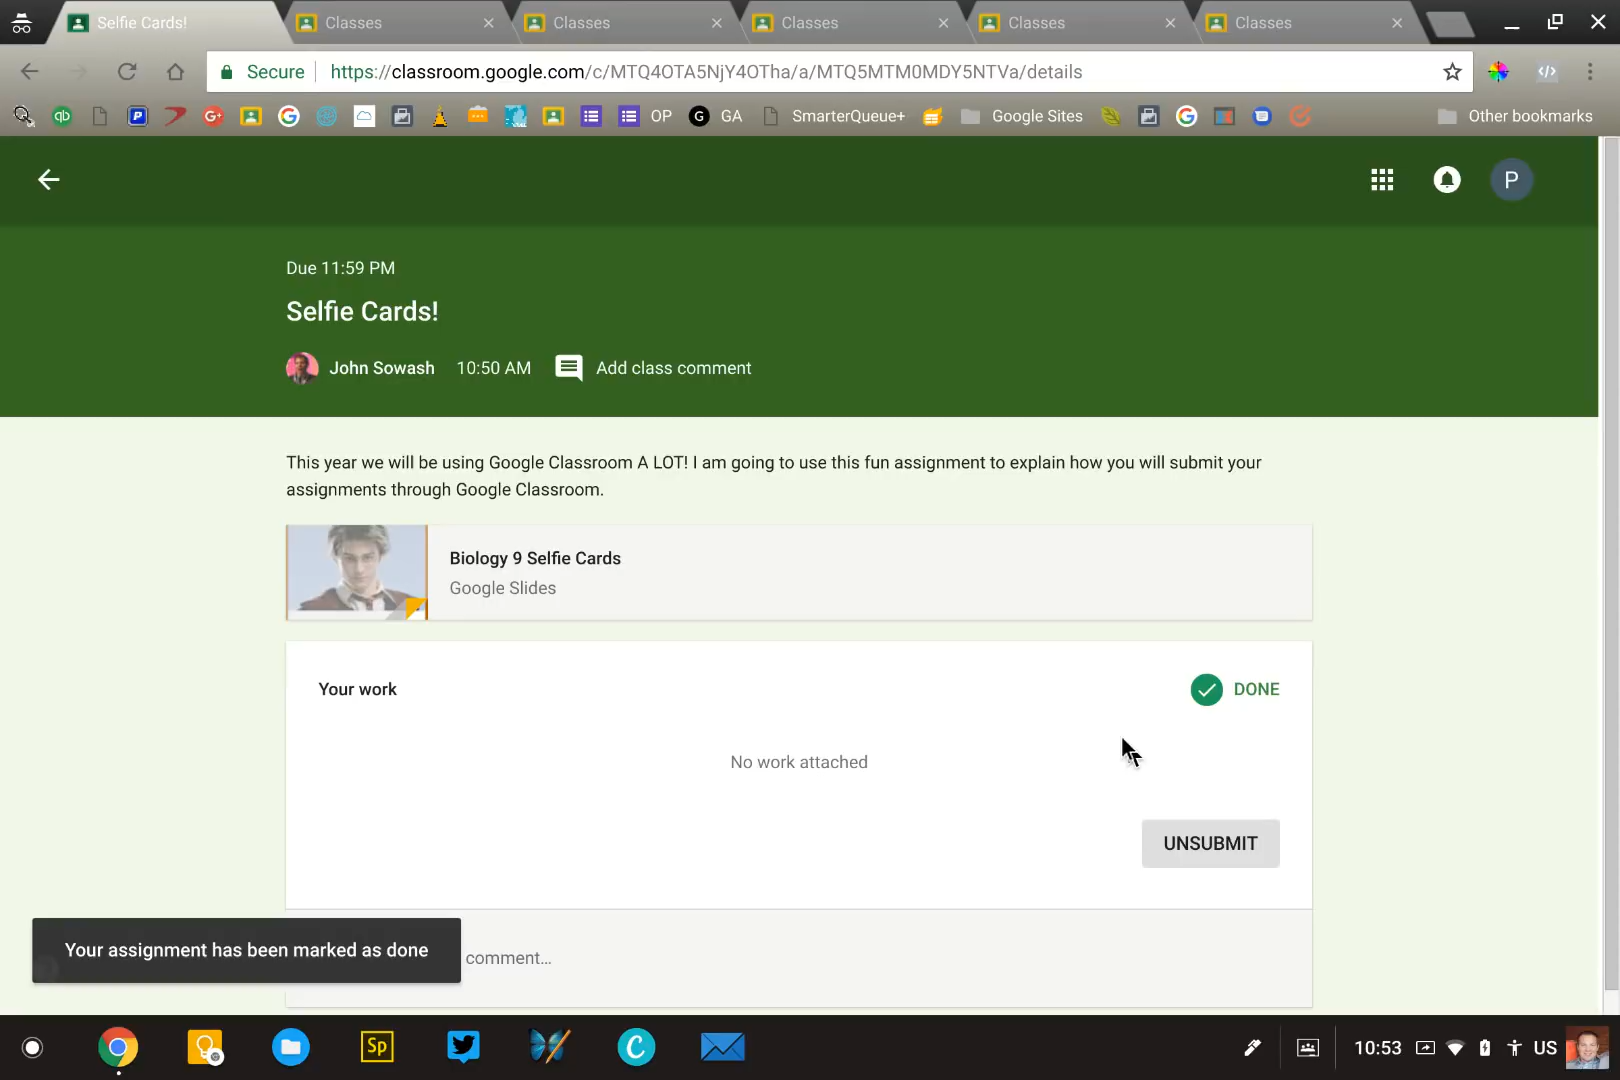 Selfie Cards!
Classes
Classes
Classes
Classes
Classes
Secure
https://classroom.google.com/c/MTQ4OTA5NjY4OTha/a/MTQ5MTM0MDY5NTVa/details
qb
P
G+
G
OP
G
GA
SmarterQueue+
Google Sites
G
Other bookmarks
P
Due 11:59 PM
Selfie Cards!
John Sowash
10:50 AM
Add class comment
This year we will be using Google Classroom A LOT! I am going to use this fun assignment to explain how you will submit your
assignments through Google Classroom.
Biology 9 Selfie Cards
Google Slides
Your work
DONE
No work attached
UNSUBMIT
Your assignment has been marked as done
comment...
Sp
C
10:53
US